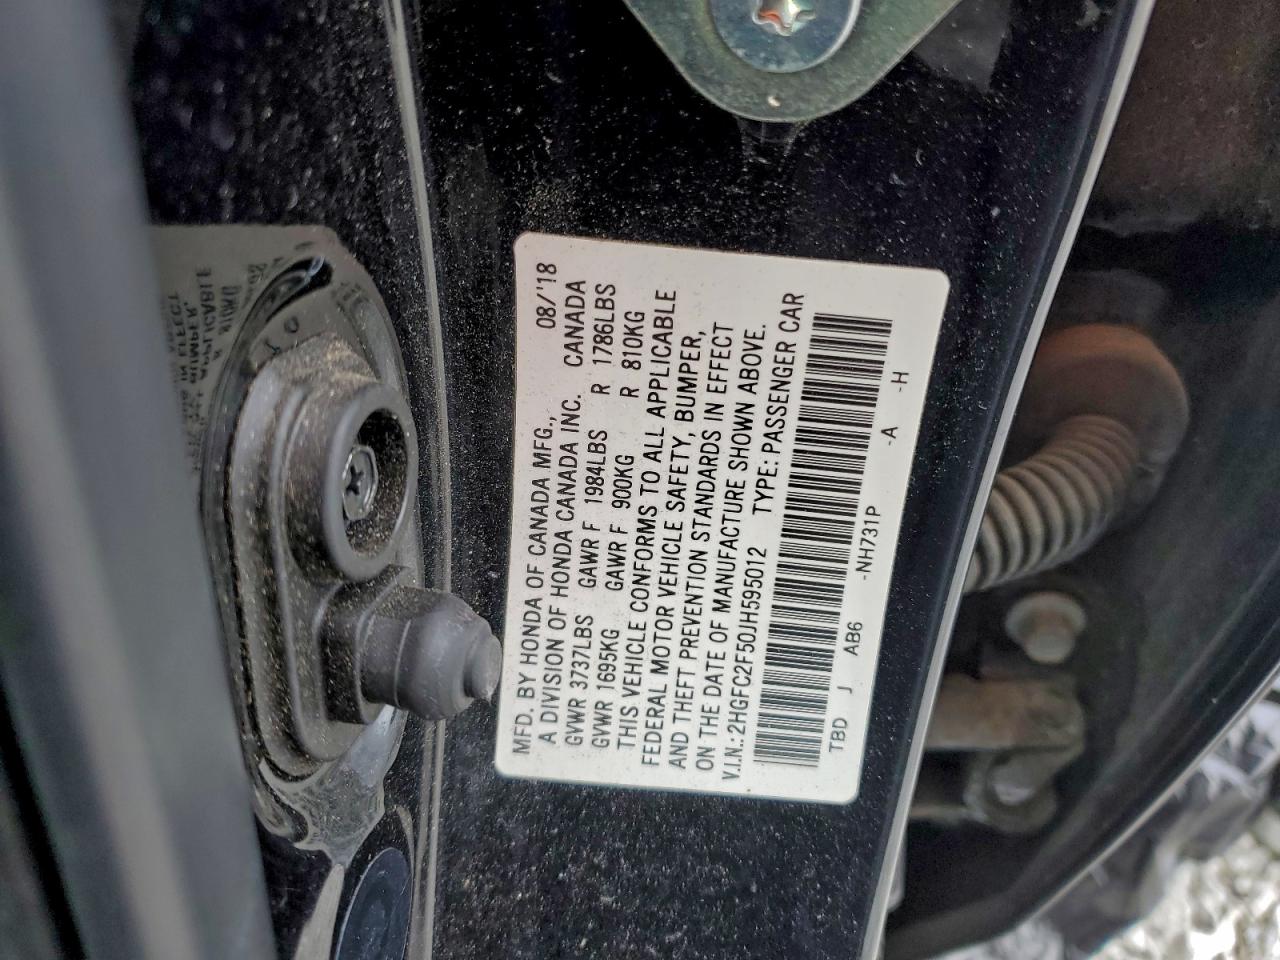 MFD. BY HONDA OF CANADA MFG., 08/'18
A DIVISION OF HONDA CANADA INC. CANADA
GVWR 3737LBS GAWR F 1984LBS R 1786LBS
GVWR 1695KG GAWR F 900KG R 810KG
THIS VEHICLE CONFORMS TO ALL APPLICABLE
FEDERAL MOTOR VEHICLE SAFETY, BUMPER,
AND THEFT PREVENTION STANDARDS IN EFFECT
ON THE DATE OF MANUFACTURE SHOWN ABOVE.
V.I.N.: 2HGFC2F50JH595012 TYPE: PASSENGER CAR
TBD J AB6 -NH731P -A -H